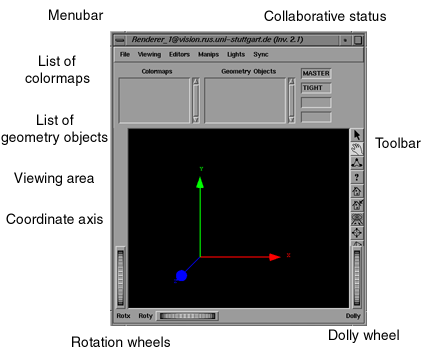 Menubar
Collaborative status
Renderer_1@vision.rus.uni-stuttgart.de (Inv. 2.1)
File Viewing Editors Manips Lights Sync
List of
colormaps
Colormaps
Geometry Objects
MASTER
TIGHT
List of
geometry objects
Toolbar
?
Viewing area
Y
Coordinate axis
X
Rotx Roty
Dolly
Rotation wheels
Dolly wheel